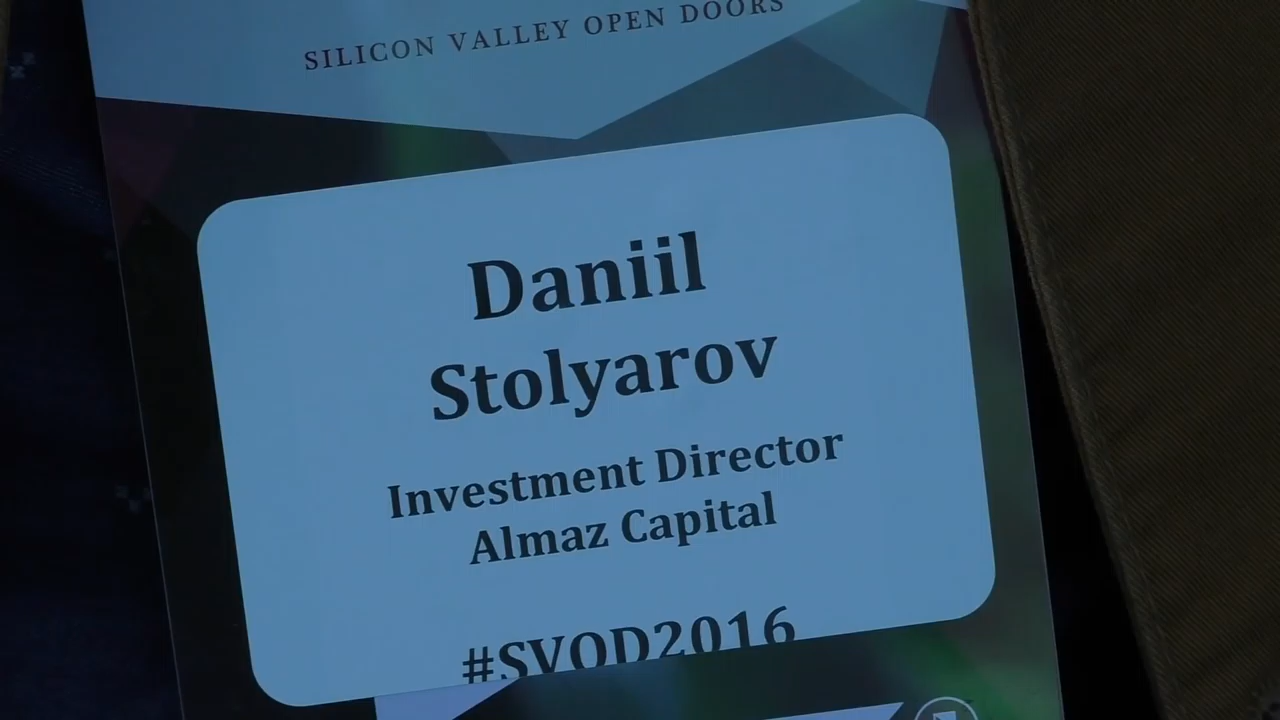 SILICON VALLEY OPEN DOORS
Daniil
Stolyarov
Investment Director
Almaz Capital
#SVOD2016